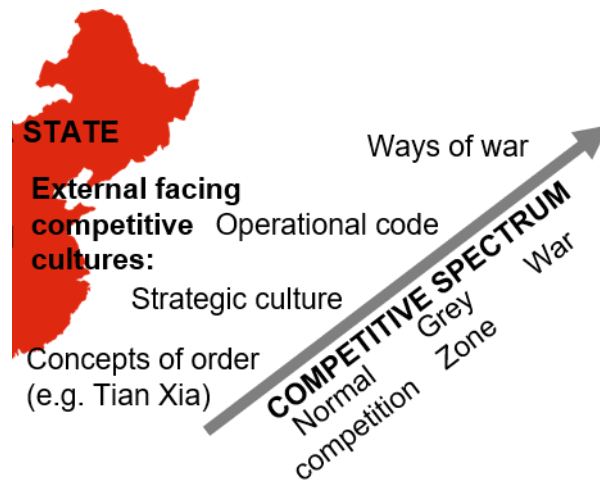 STATE
Ways of war
External facing
competitive
cultures:
Operational code
Strategic culture
Concepts of order
(e.g. Tian Xia)
COMPETITIVE SPECTRUM
Normal
competition
Grey
Zone
War